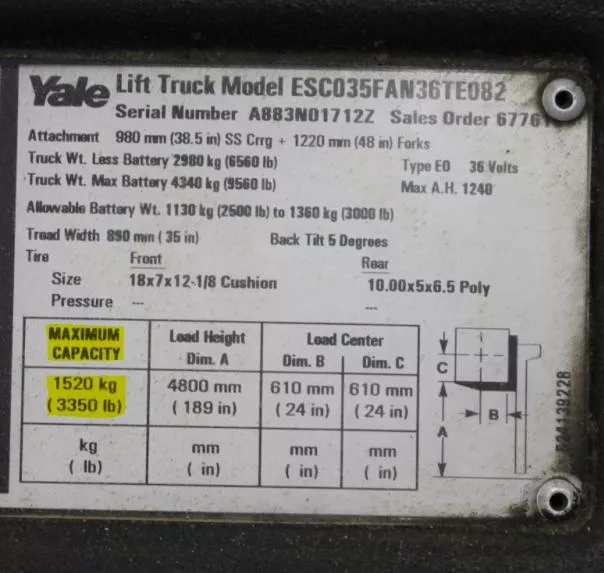 Yale Lift Truck Model ESC035FAN36TE082
Serial Number A883N01712Z Sales Order 67761
Attachment 980 mm (38.5 in) SS Crrg + 1220 mm (48 in) Forks
Truck Wt. Less Battery 2980 kg (6560 lb) Type EO 36 Volts
Truck Wt. Max Battery 4340 kg (9560 lb) Max A.H. 1240
Allowable Battery Wt. 1130 kg (2500 lb) to 1360 kg (3000 lb)
Tread Width 890 mm ( 35 in) Back Tilt 5 Degrees
Tire Front Rear
Size 18x7x12-1/8 Cushion 10.00x5x6.5 Poly
Pressure --- ---
MAXIMUM CAPACITY Load Height Dim. A Load Center Dim. B Dim. C
1520 kg 4800 mm 610 mm 610 mm
( 3350 lb) ( 189 in) ( 24 in) ( 24 in)
kg mm mm mm
( lb) ( in) ( in) ( in)
C
B
A
524139228